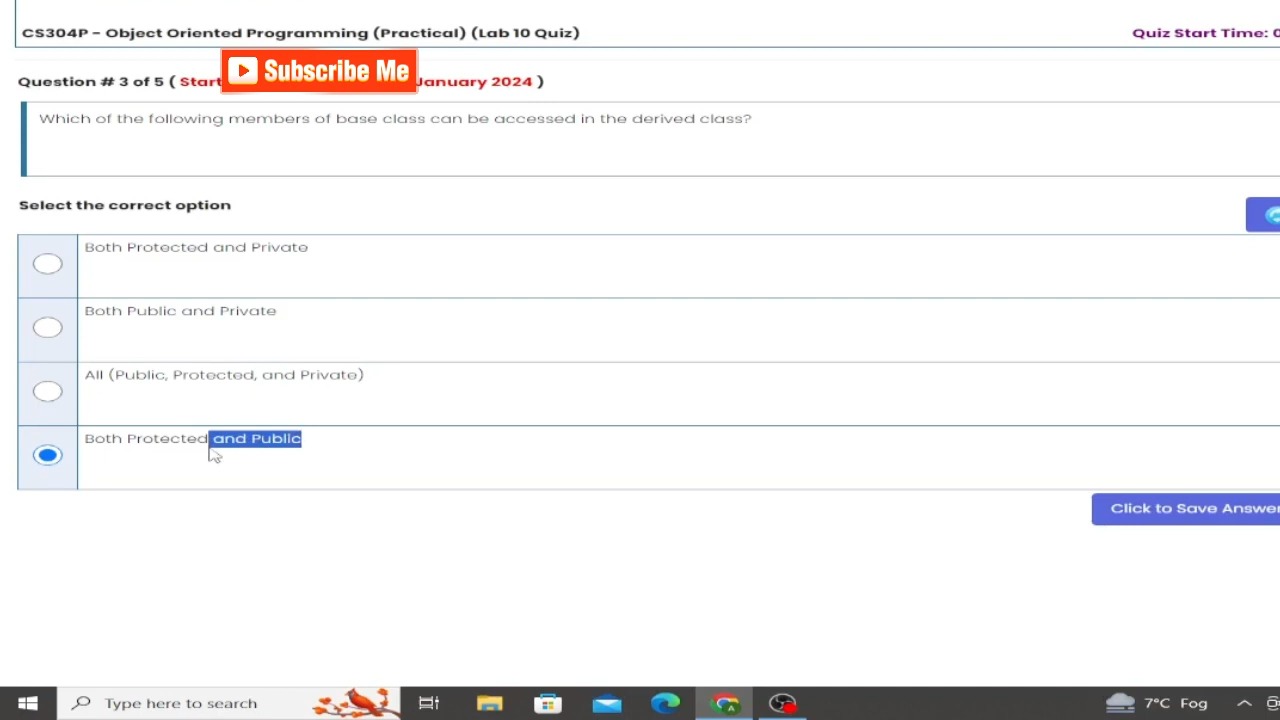 CS304P - Object Oriented Programming (Practical) (Lab 10 Quiz) Quiz Start Time:
Subscribe Me
Question # 3 of 5 ( Start January 2024 )
Which of the following members of base class can be accessed in the derived class?
Select the correct option
Both Protected and Private
Both Public and Private
All (Public, Protected, and Private)
Both Protected and Public
Click to Save Answer
Type here to search 7°C Fog